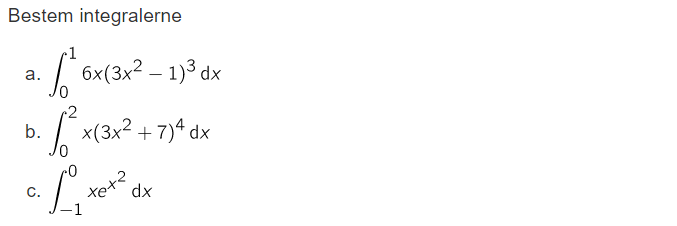 Bestem integralerne
a. ∫₀¹ 6x(3x² – 1)³ dx
b. ∫₀² x(3x² + 7)⁴ dx
c. ∫₋₁⁰ xe^x² dx